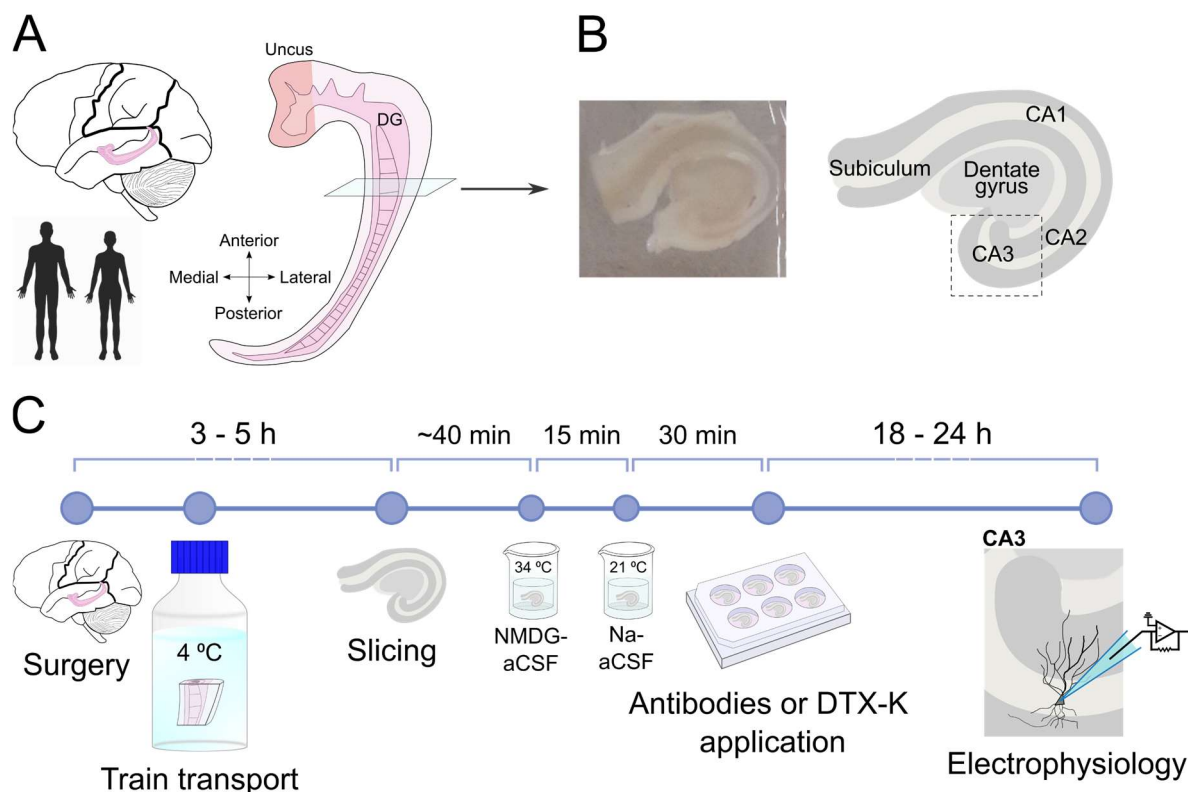 A
Uncus
DG
Anterior
Medial
Lateral
Posterior
B
CA1
Subiculum
Dentate
gyrus
CA2
CA3
C
3 - 5 h
~40 min
15 min
30 min
18 - 24 h
Surgery
4 ºC
Train transport
Slicing
34 ºC
NMDG-
aCSF
21 ºC
Na-
aCSF
Antibodies or DTX-K
application
CA3
Electrophysiology